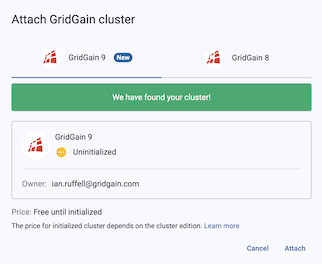 Attach GridGain cluster
GridGain 9 New
GridGain 8
We have found your cluster!
GridGain 9
Uninitialized
Owner: ian.ruffell@gridgain.com
Price: Free until initialized
The price for initialized cluster depends on the cluster edition. Learn more
Cancel Attach